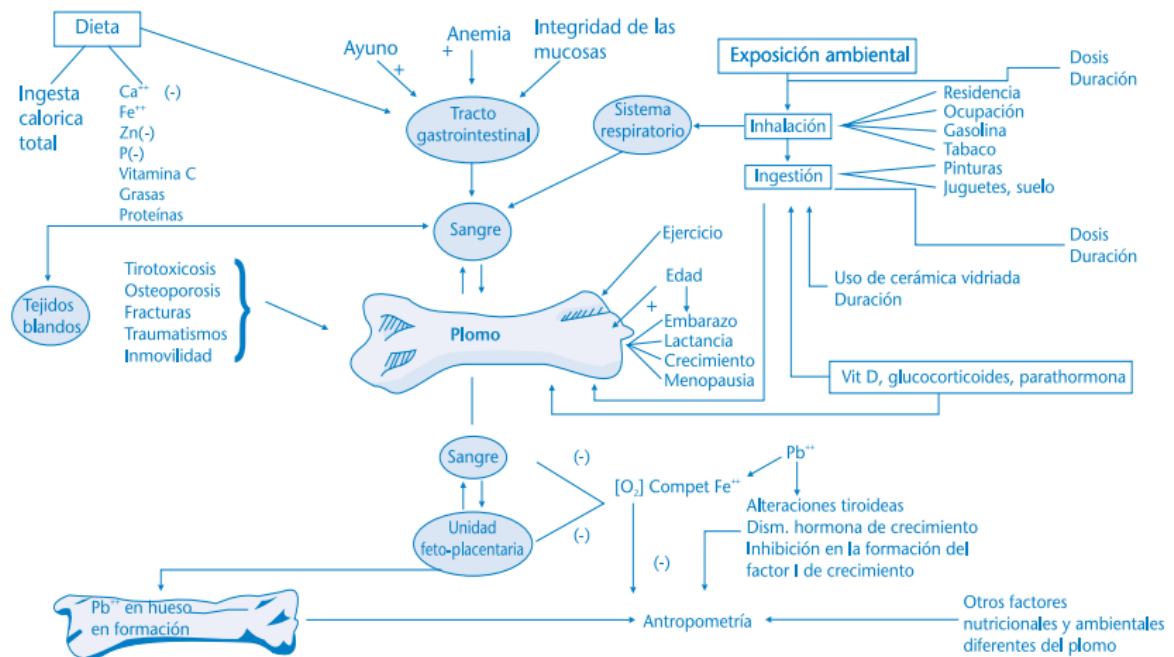 Dieta
Ingesta
calorica
total
Ca⁺⁺ (-)
Fe⁺⁺
Zn(-)
P(-)
Vitamina C
Grasas
Proteínas
Ayuno
+
Anemia
+
Integridad de las
mucosas
Tracto
gastrointestinal
Sistema
respiratorio
Exposición ambiental
Dosis
Duración
Inhalación
Residencia
Ocupación
Gasolina
Tabaco
Ingestión
Pinturas
Juguetes, suelo
Dosis
Duración
Uso de cerámica vidriada
Duración
Sangre
Tejidos
blandos
Tirotoxicosis
Osteoporosis
Fracturas
Traumatismos
Inmovilidad
Plomo
Ejercicio
Edad
+
Embarazo
Lactancia
Crecimiento
Menopausia
Vit D, glucocorticoides, parathormona
Sangre
(-)
[O₂] Compet Fe⁺⁺
Pb⁺⁺
Unidad
feto-placentaria
(-)
(-)
Alteraciones tiroideas
Dism. hormona de crecimiento
Inhibición en la formación del
factor I de crecimiento
Pb⁺⁺ en hueso
en formación
Antropometría
Otros factores
nutricionales y ambientales
diferentes del plomo